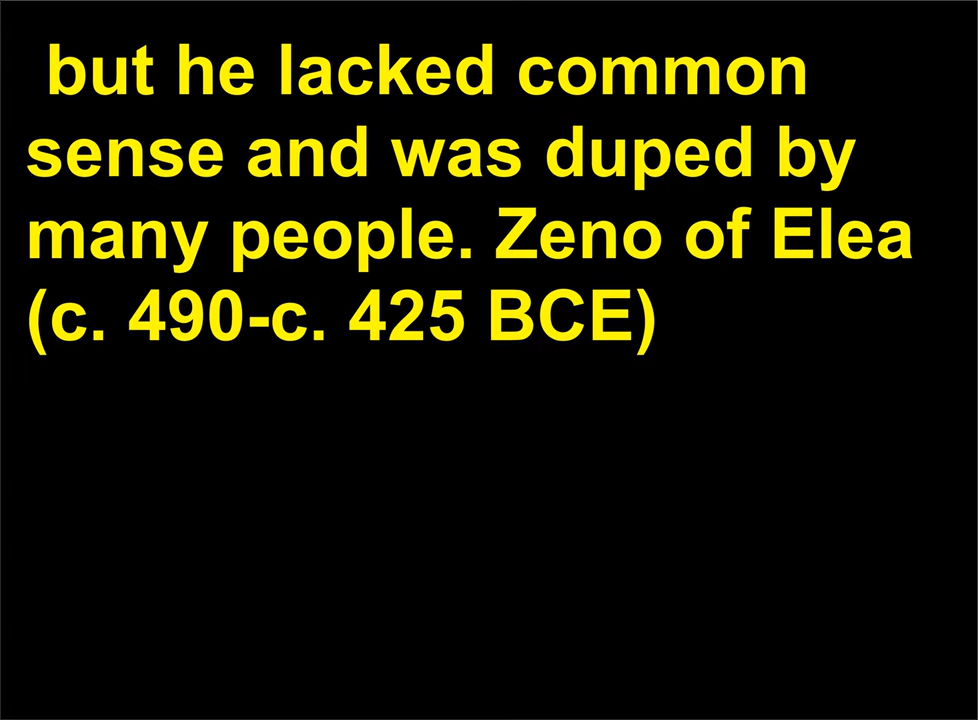 but he lacked common
sense and was duped by
many people. Zeno of Elea
(c. 490-c. 425 BCE)